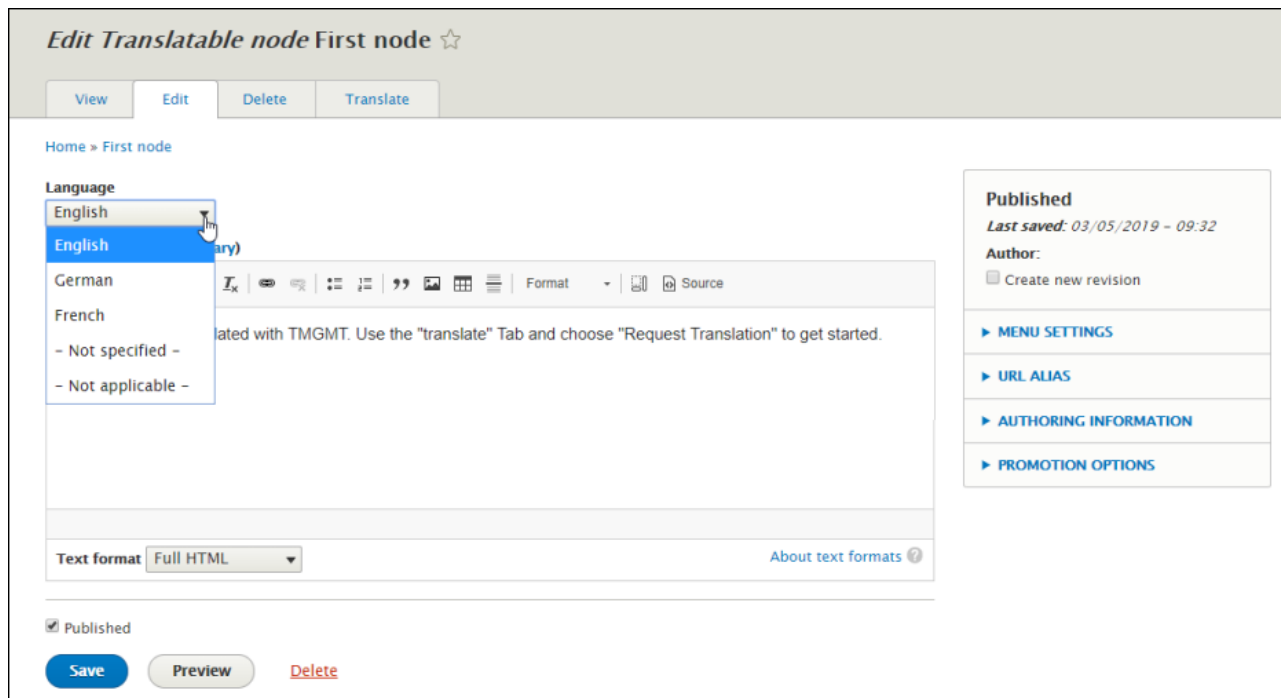 Edit Translatable node First node
View Edit Delete Translate
Home » First node
Language
English
English
German
French
- Not specified -
- Not applicable -
ary)
Format
Source
lated with TMGMT. Use the "translate" Tab and choose "Request Translation" to get started.
Text format Full HTML
About text formats ?
Published
Save Preview Delete
Published
Last saved: 03/05/2019 - 09:32
Author:
Create new revision
MENU SETTINGS
URL ALIAS
AUTHORING INFORMATION
PROMOTION OPTIONS